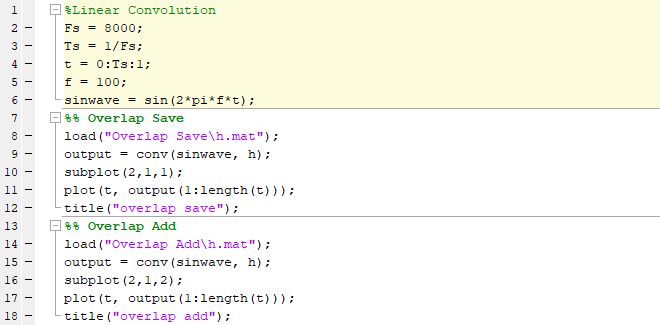 1 %Linear Convolution
2 - Fs = 8000;
3 - Ts = 1/Fs;
4 - t = 0:Ts:1;
5 - f = 100;
6 - sinwave = sin(2*pi*f*t);
7 %% Overlap Save
8 - load("Overlap Save\h.mat");
9 - output = conv(sinwave, h);
10 - subplot(2,1,1);
11 - plot(t, output(1:length(t)));
12 - title("overlap save");
13 %% Overlap Add
14 - load("Overlap Add\h.mat");
15 - output = conv(sinwave, h);
16 - subplot(2,1,2);
17 - plot(t, output(1:length(t)));
18 - title("overlap add");